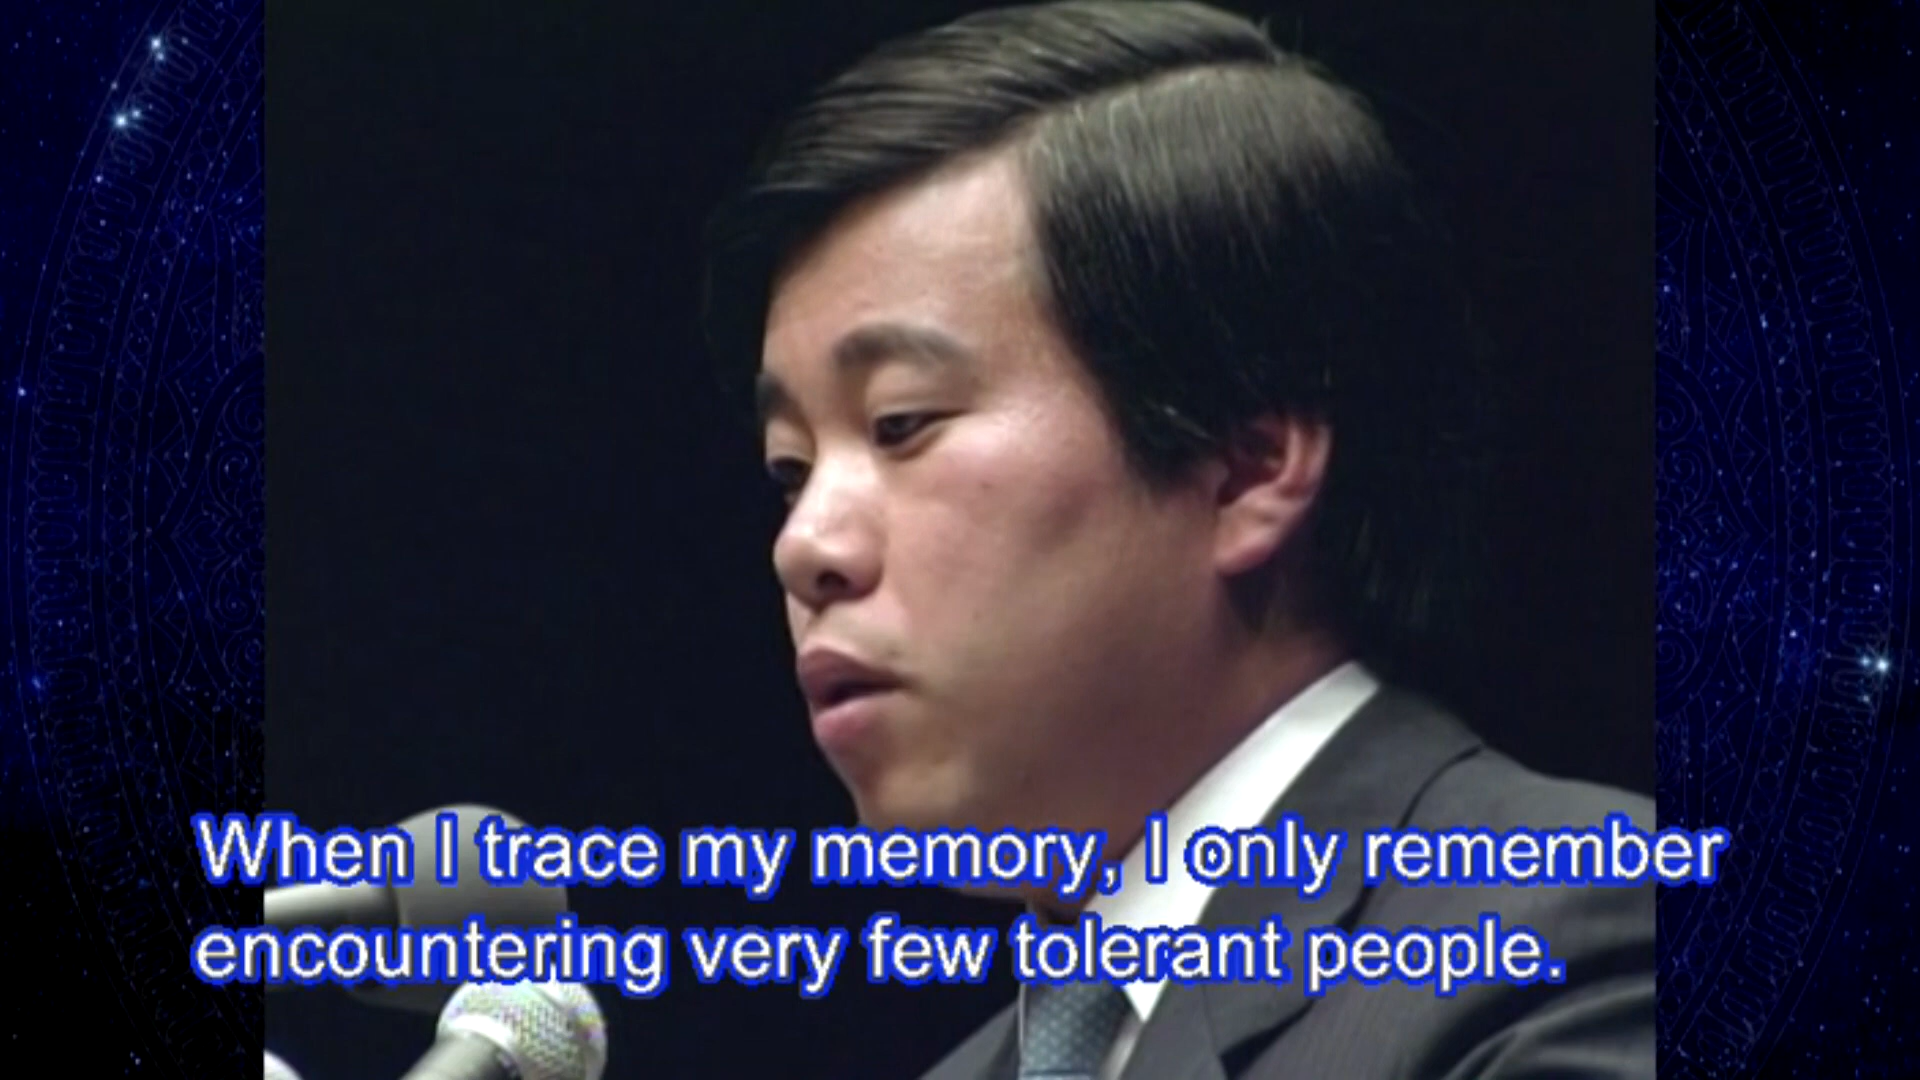 When I trace my memory, I only remember
encountering very few tolerant people.